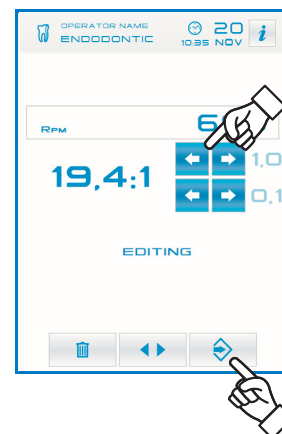 OPERATOR NAME 20
ENDODONTIC 10:35 NOV
i
RPM
19,4:1
1,0
0,1
EDITING